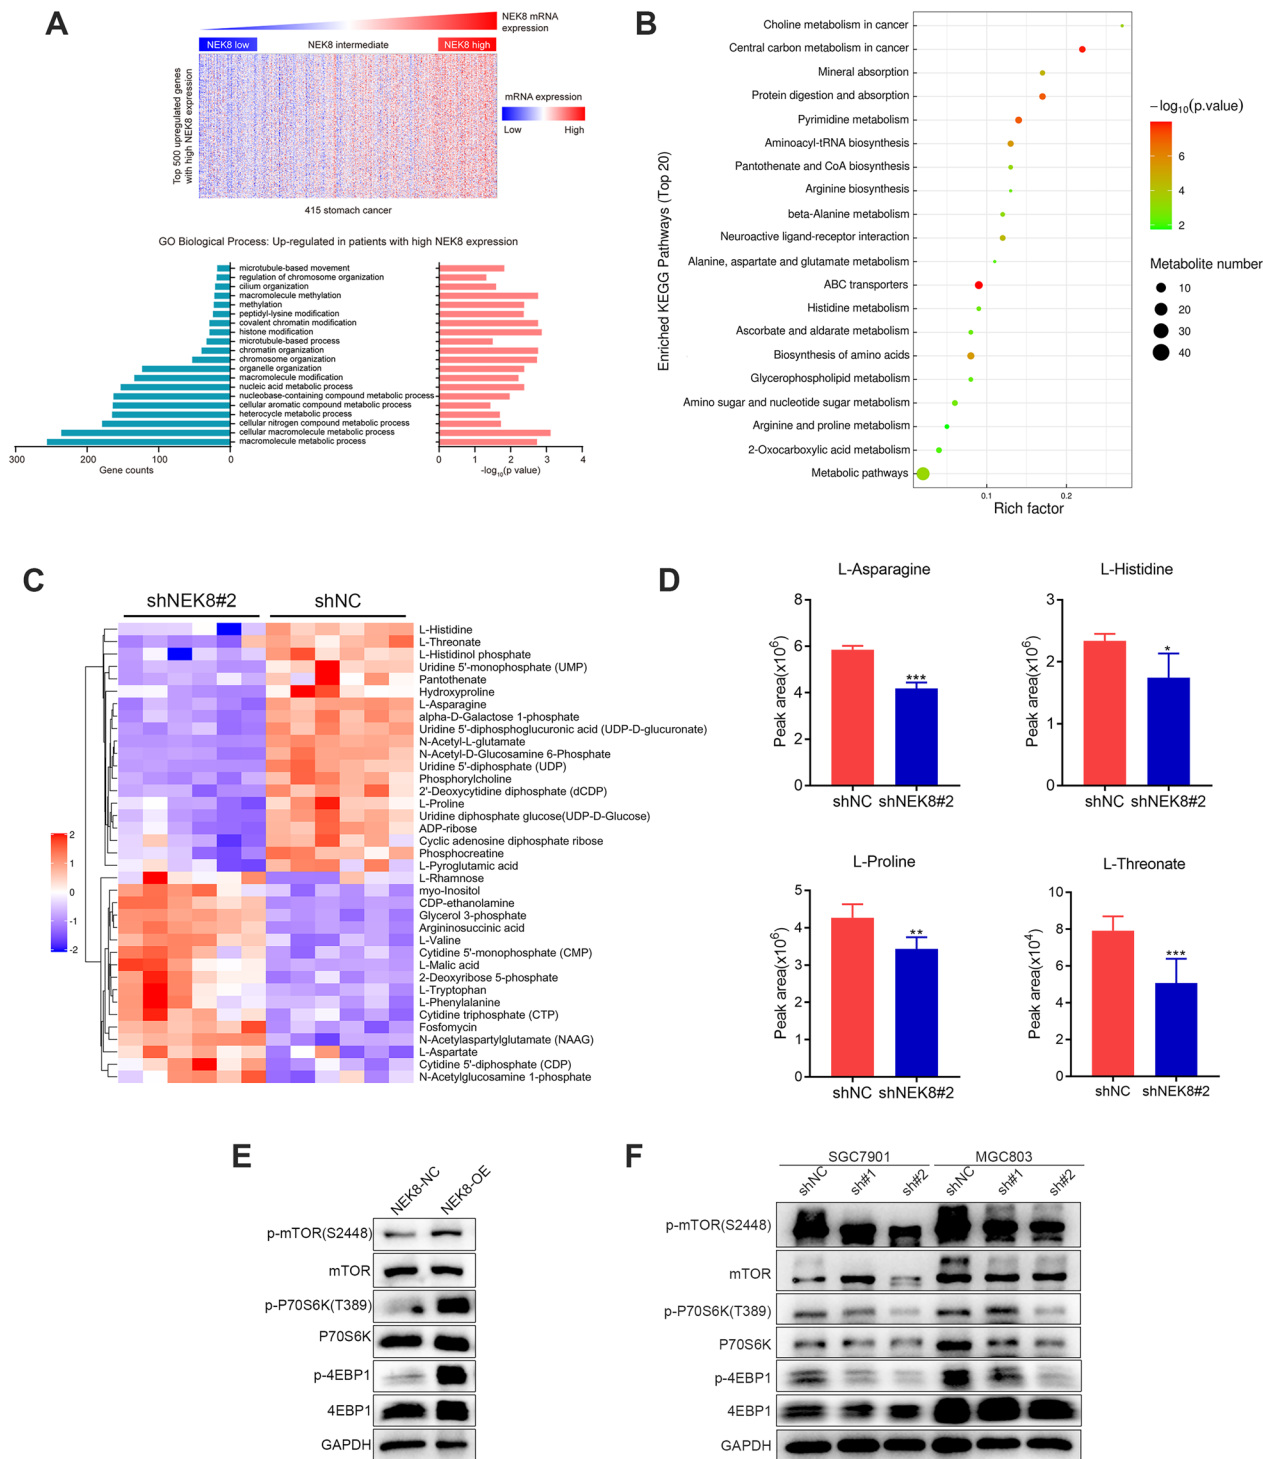 A
NEK8 mRNA
expression
NEK8 low
NEK8 intermediate
NEK8 high
Top 500 upregulated genes
with high NEK8 expression
mRNA expression
Low
High
415 stomach cancer
GO Biological Process: Up-regulated in patients with high NEK8 expression
microtubule-based movement
regulation of chromosome organization
cilium organization
macromolecule methylation
methylation
peptidyl-lysine modification
covalent chromatin modification
histone modification
microtubule-based process
chromatin organization
chromosome organization
organelle organization
macromolecule modification
nucleic acid metabolic process
nucleobase-containing compound metabolic process
cellular aromatic compound metabolic process
heterocycle metabolic process
cellular nitrogen compound metabolic process
cellular macromolecule metabolic process
macromolecule metabolic process
300
200
100
0
Gene counts
0
1
2
3
4
-log10(p value)
B
Enriched KEGG Pathways (Top 20)
Choline metabolism in cancer
Central carbon metabolism in cancer
Mineral absorption
Protein digestion and absorption
Pyrimidine metabolism
Aminoacyl-tRNA biosynthesis
Pantothenate and CoA biosynthesis
Arginine biosynthesis
beta-Alanine metabolism
Neuroactive ligand-receptor interaction
Alanine, aspartate and glutamate metabolism
ABC transporters
Histidine metabolism
Ascorbate and aldarate metabolism
Biosynthesis of amino acids
Glycerophospholipid metabolism
Amino sugar and nucleotide sugar metabolism
Arginine and proline metabolism
2-Oxocarboxylic acid metabolism
Metabolic pathways
0.1
0.2
Rich factor
−log10(p.value)
6
4
2
Metabolite number
10
20
30
40
C
shNEK8#2
shNC
L-Histidine
L-Threonate
L-Histidinol phosphate
Uridine 5'-monophosphate (UMP)
Pantothenate
Hydroxyproline
L-Asparagine
alpha-D-Galactose 1-phosphate
Uridine 5'-diphosphoglucuronic acid (UDP-D-glucuronate)
N-Acetyl-L-glutamate
N-Acetyl-D-Glucosamine 6-Phosphate
Uridine 5'-diphosphate (UDP)
Phosphorylcholine
2'-Deoxycytidine diphosphate (dCDP)
L-Proline
Uridine diphosphate glucose(UDP-D-Glucose)
ADP-ribose
Cyclic adenosine diphosphate ribose
Phosphocreatine
L-Pyroglutamic acid
L-Rhamnose
myo-Inositol
CDP-ethanolamine
Glycerol 3-phosphate
Argininosuccinic acid
L-Valine
Cytidine 5'-monophosphate (CMP)
L-Malic acid
2-Deoxyribose 5-phosphate
L-Tryptophan
L-Phenylalanine
Cytidine triphosphate (CTP)
Fosfomycin
N-Acetylaspartylglutamate (NAAG)
L-Aspartate
Cytidine 5'-diphosphate (CDP)
N-Acetylglucosamine 1-phosphate
2
1
0
-1
-2
D
L-Asparagine
Peak area(x10⁶)
8
6
4
2
0
***
shNC shNEK8#2
L-Histidine
Peak area(x10⁶)
3
2
1
0
*
shNC shNEK8#2
L-Proline
Peak area(x10⁶)
5
4
3
2
1
0
**
shNC shNEK8#2
L-Threonate
Peak area(x10⁴)
10
8
6
4
2
0
***
shNC shNEK8#2
E
NEK8-NC
NEK8-OE
p-mTOR(S2448)
mTOR
p-P70S6K(T389)
P70S6K
p-4EBP1
4EBP1
GAPDH
F
SGC7901
MGC803
shNC
sh#1
sh#2
shNC
sh#1
sh#2
p-mTOR(S2448)
mTOR
p-P70S6K(T389)
P70S6K
p-4EBP1
4EBP1
GAPDH